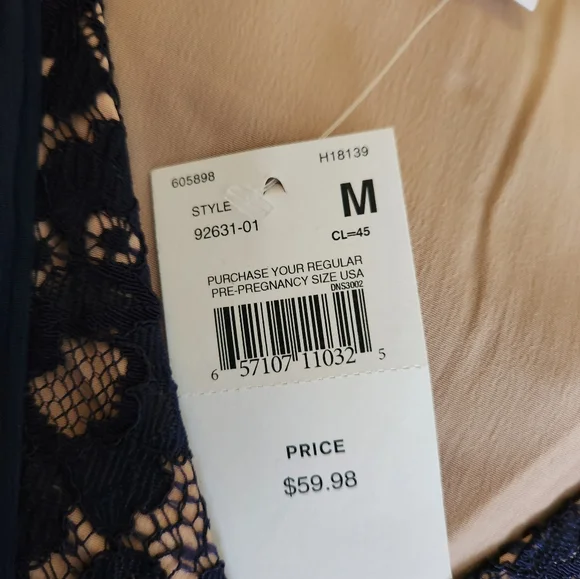 605898 H18139
STYLE M
92631-01 CL=45
PURCHASE YOUR REGULAR
PRE-PREGNANCY SIZE USA
DNS3002
6 57107 11032 5
PRICE
$59.98